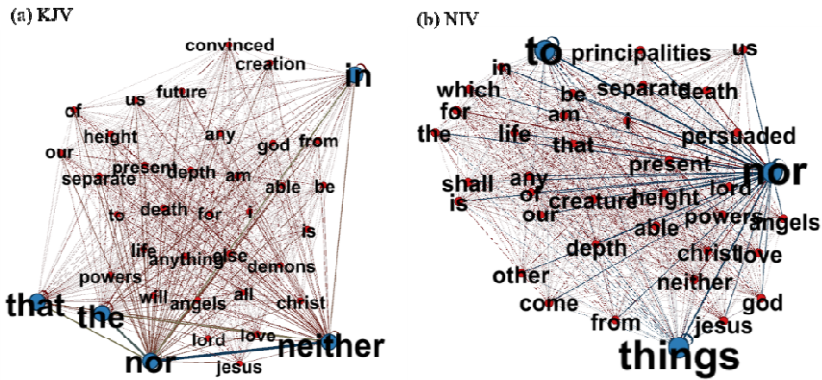 (a) KJV
convinced
creation
in
future
us
of
height
any
god
from
our
present
depth
am
separate
able
be
to
death
for
i
is
life
anything
else
demons
powers
will
angels
all
christ
that
the
lord
love
neither
nor
jesus
(b) NIV
to
principalities
us
in
which
be
separate
death
for
am
i
the
life
that
persuaded
present
nor
shall
any
lord
is
of
creature
height
our
powers
angels
able
depth
christ
love
other
neither
come
god
from
jesus
things